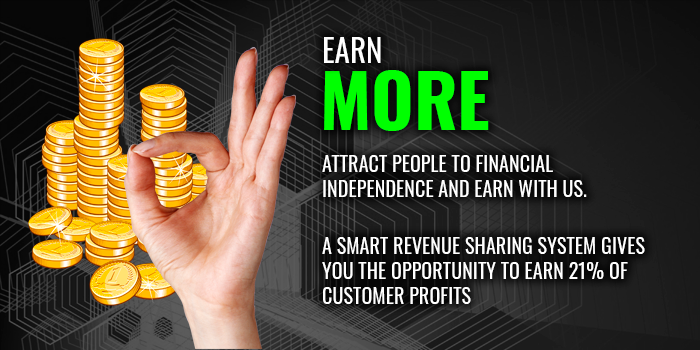 EARN
MORE
ATTRACT PEOPLE TO FINANCIAL
INDEPENDENCE AND EARN WITH US.
A SMART REVENUE SHARING SYSTEM GIVES
YOU THE OPPORTUNITY TO EARN 21% OF
CUSTOMER PROFITS